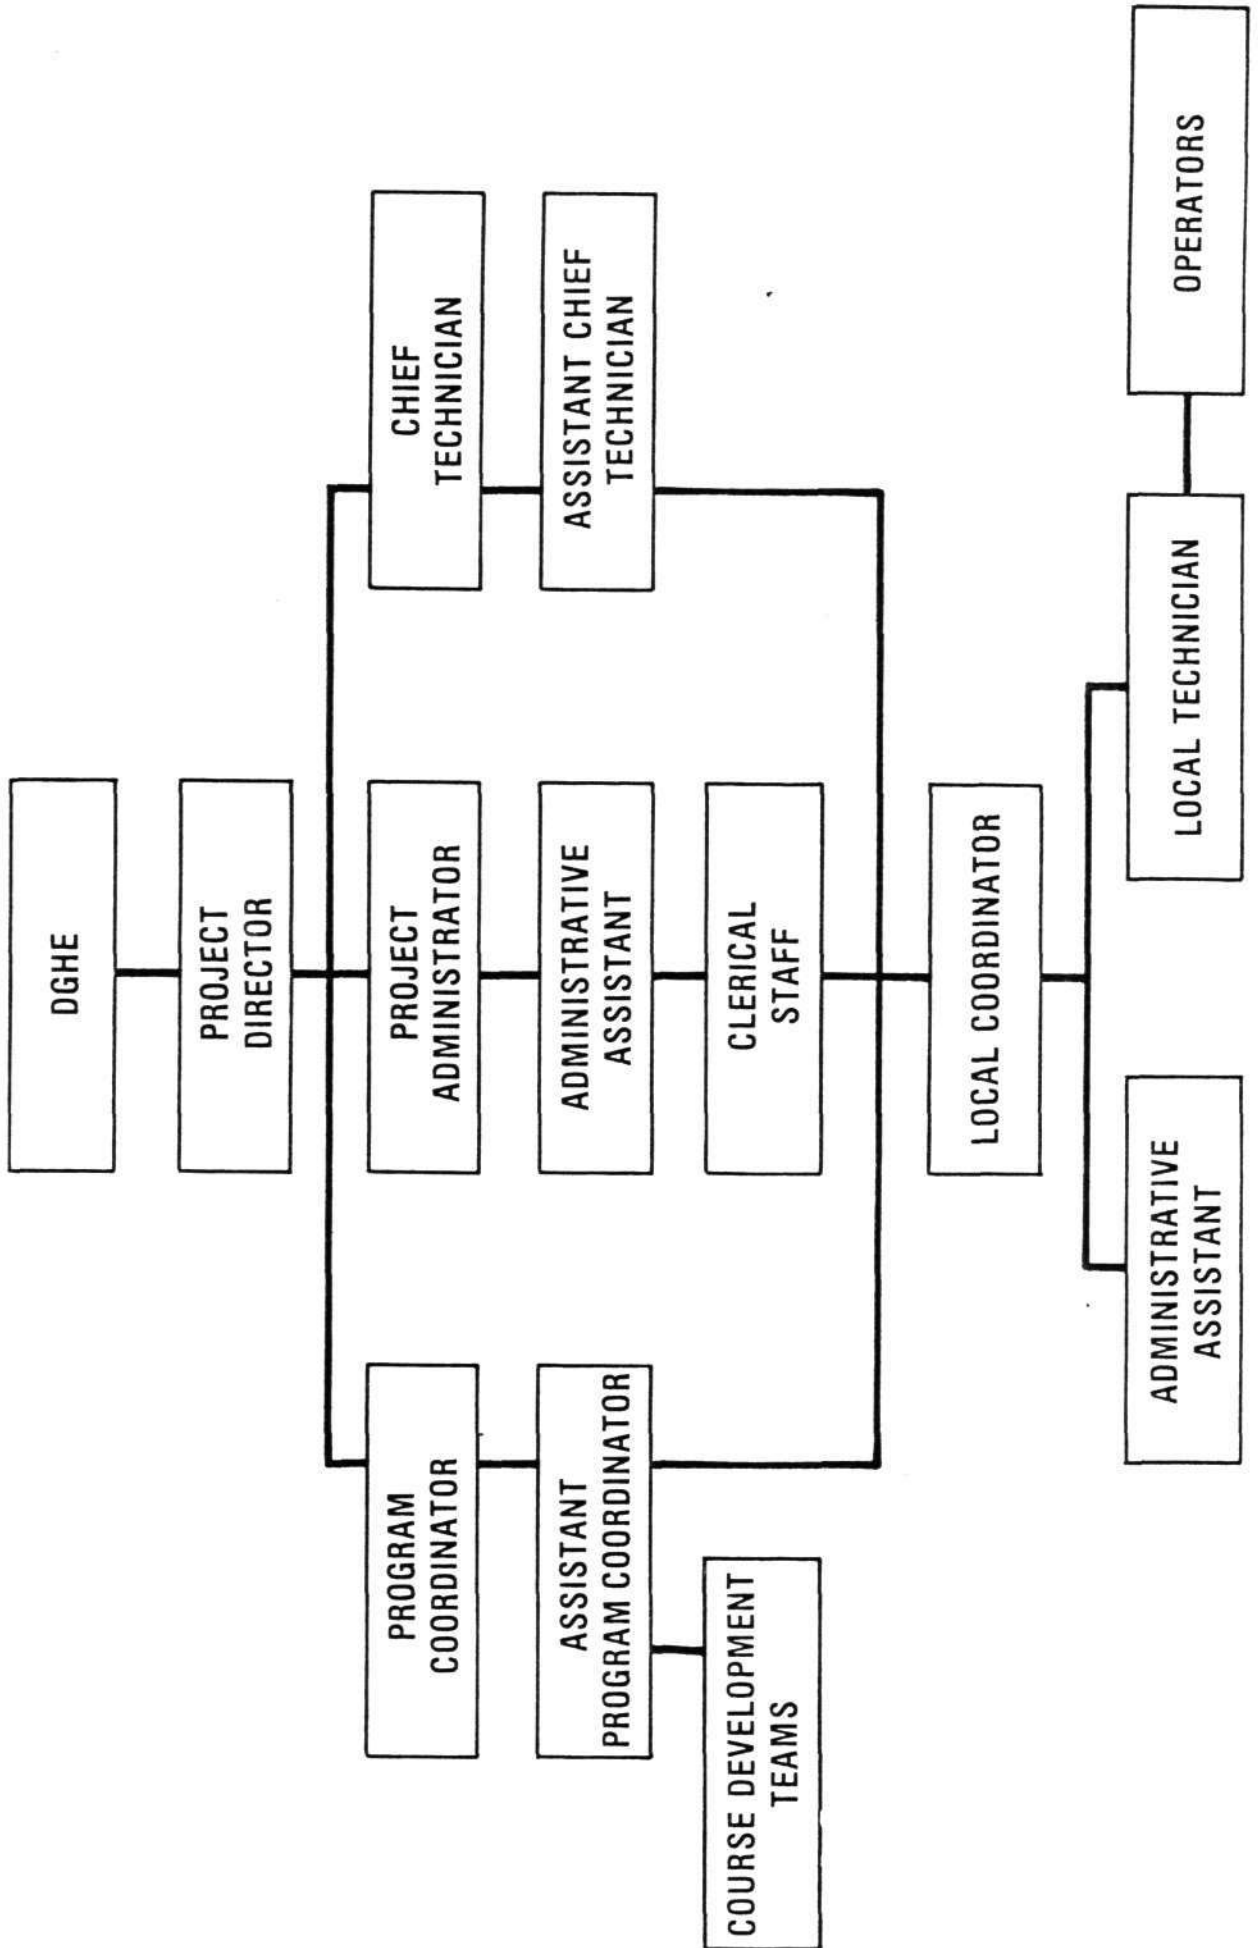 DGHE
PROJECT
DIRECTOR
PROGRAM
COORDINATOR
PROJECT
ADMINISTRATOR
CHIEF
TECHNICIAN
ASSISTANT
PROGRAM COORDINATOR
ADMINISTRATIVE
ASSISTANT
ASSISTANT CHIEF
TECHNICIAN
COURSE DEVELOPMENT
TEAMS
CLERICAL
STAFF
LOCAL COORDINATOR
ADMINISTRATIVE
ASSISTANT
LOCAL TECHNICIAN
OPERATORS